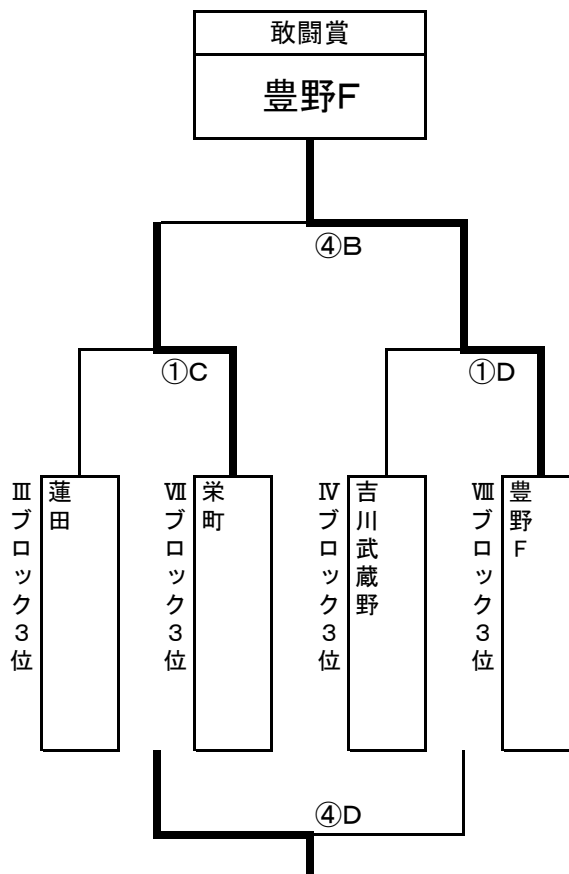 敢闘賞
豊野F
④B
①C
①D
Ⅲブロック3位
蓮田
Ⅶブロック3位
栄町
Ⅳブロック3位
吉川武蔵野
Ⅷブロック3位
豊野F
④D